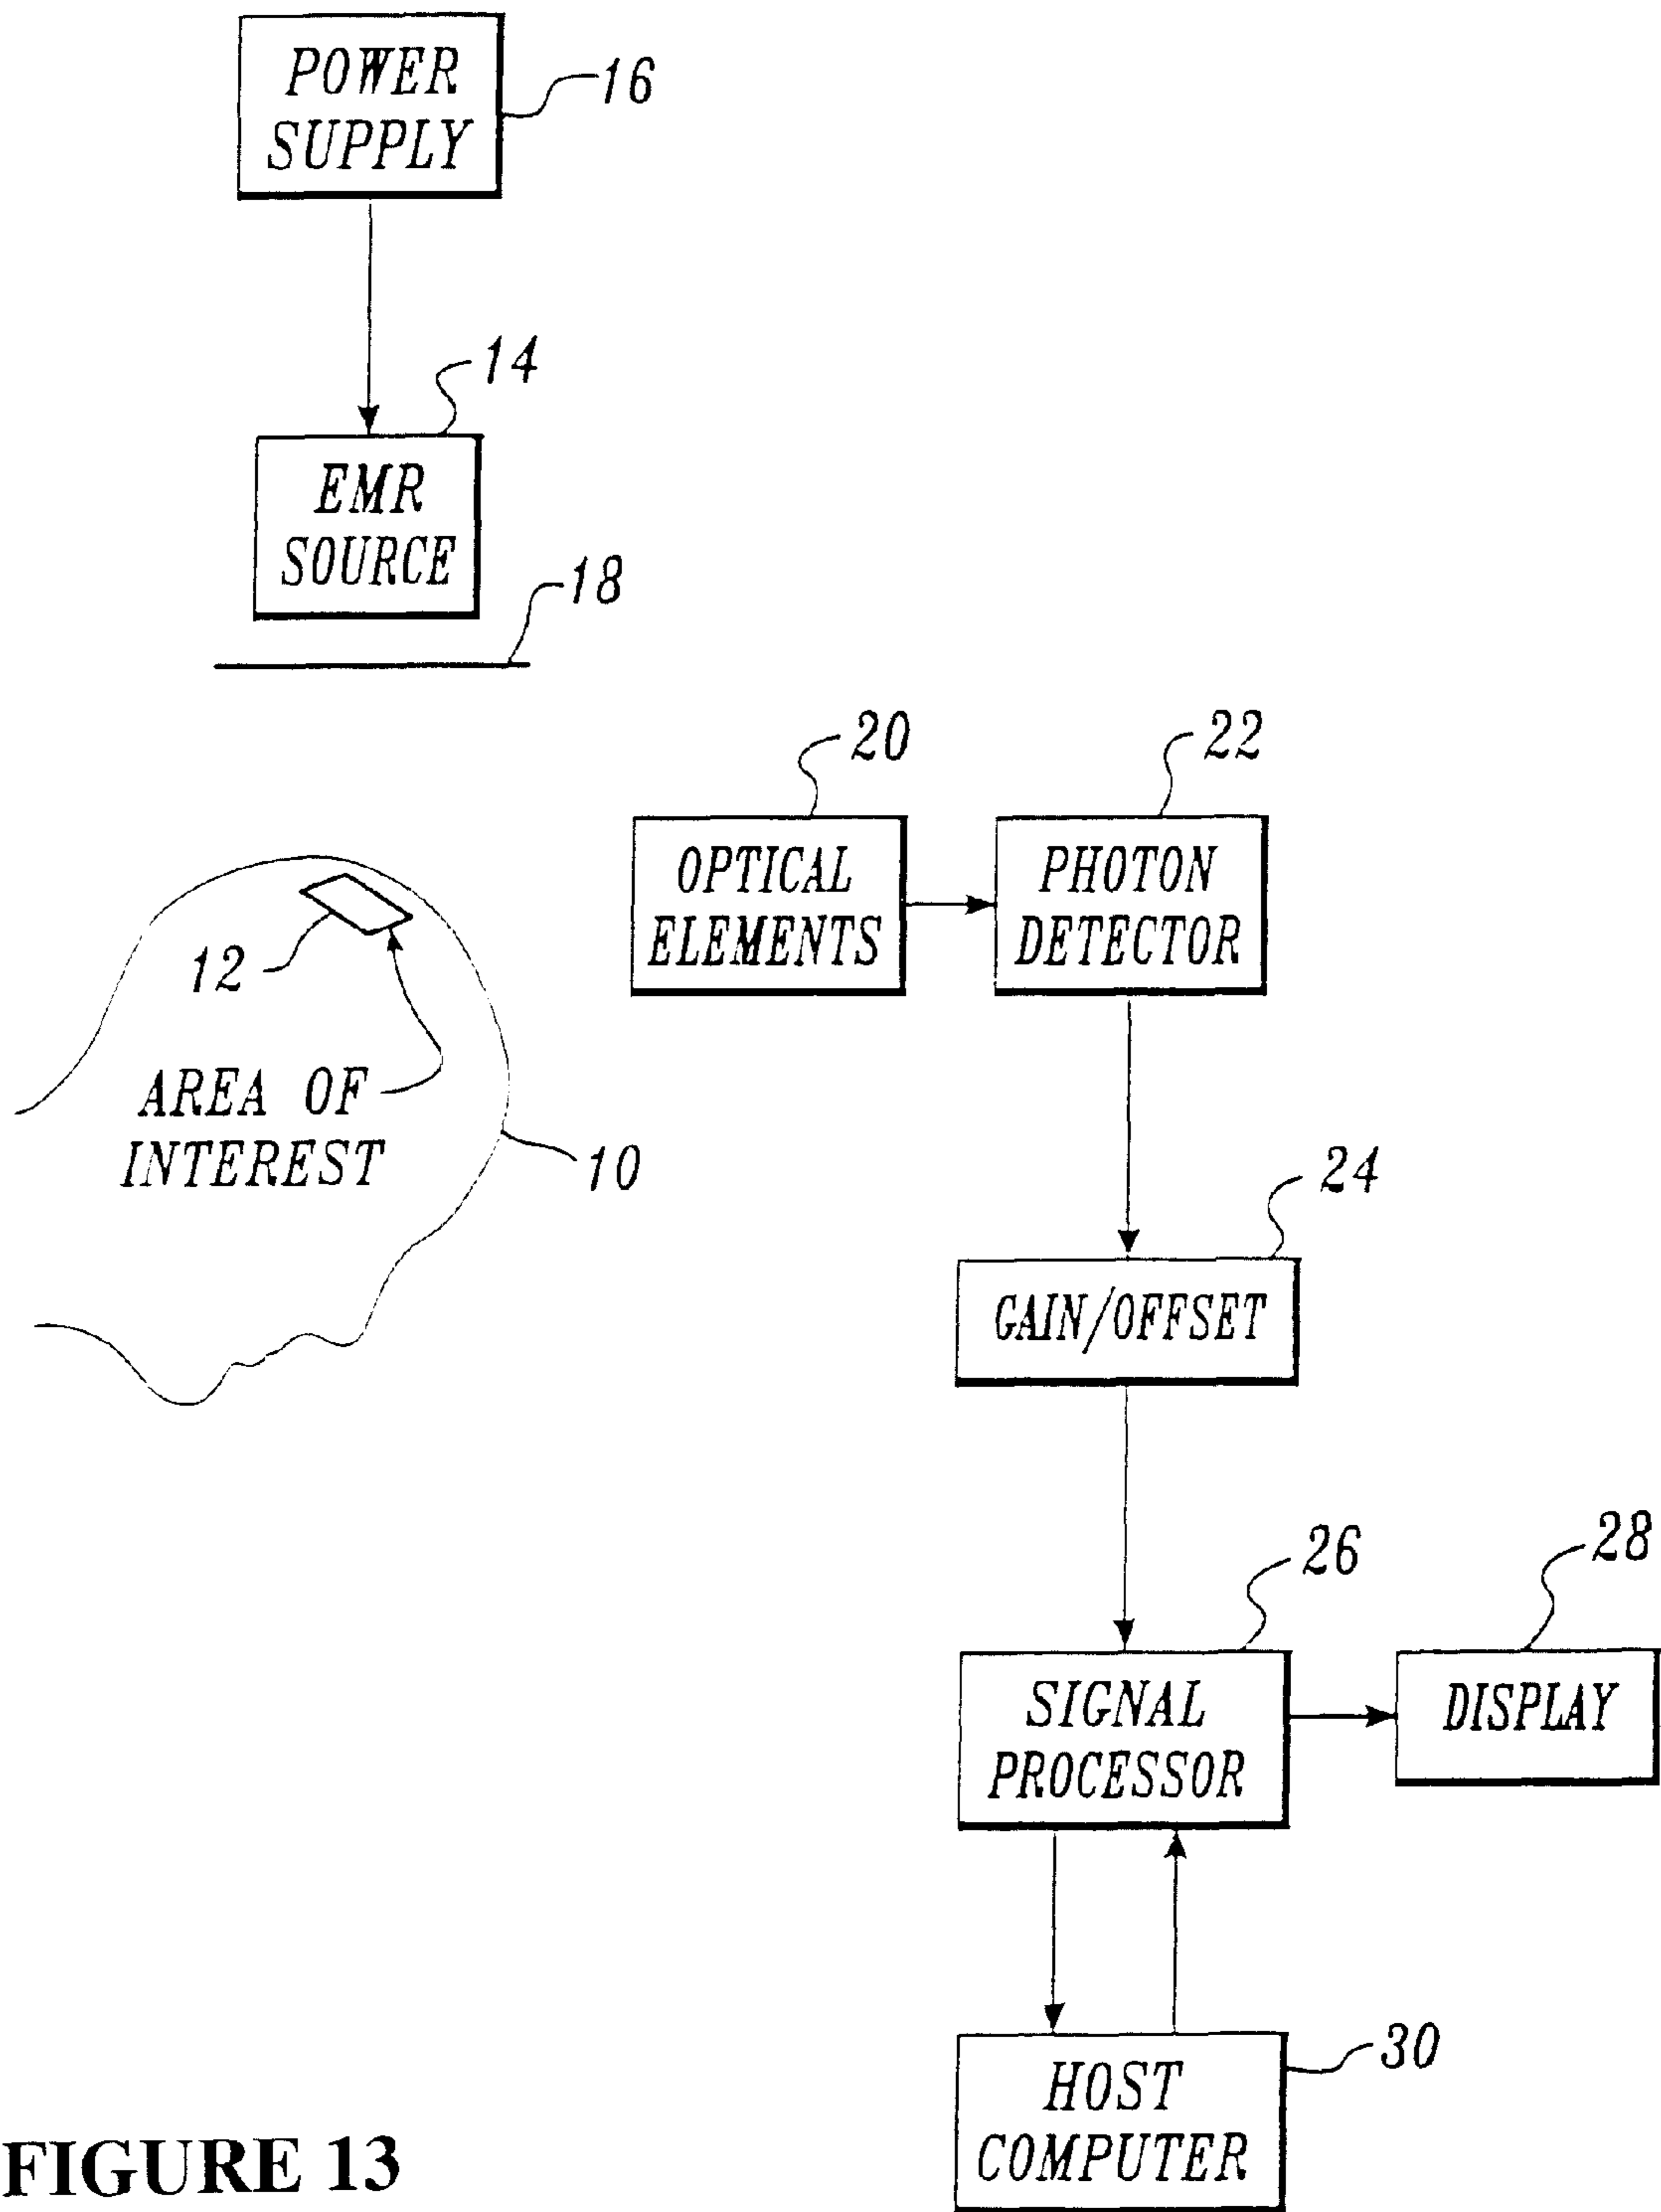 POWER
SUPPLY
16
14
EMR
SOURCE
18
20
22
OPTICAL
ELEMENTS
PHOTON
DETECTOR
12
AREA OF
INTEREST
10
24
GAIN/OFFSET
26
28
SIGNAL
PROCESSOR
DISPLAY
30
HOST
COMPUTER
FIGURE 13